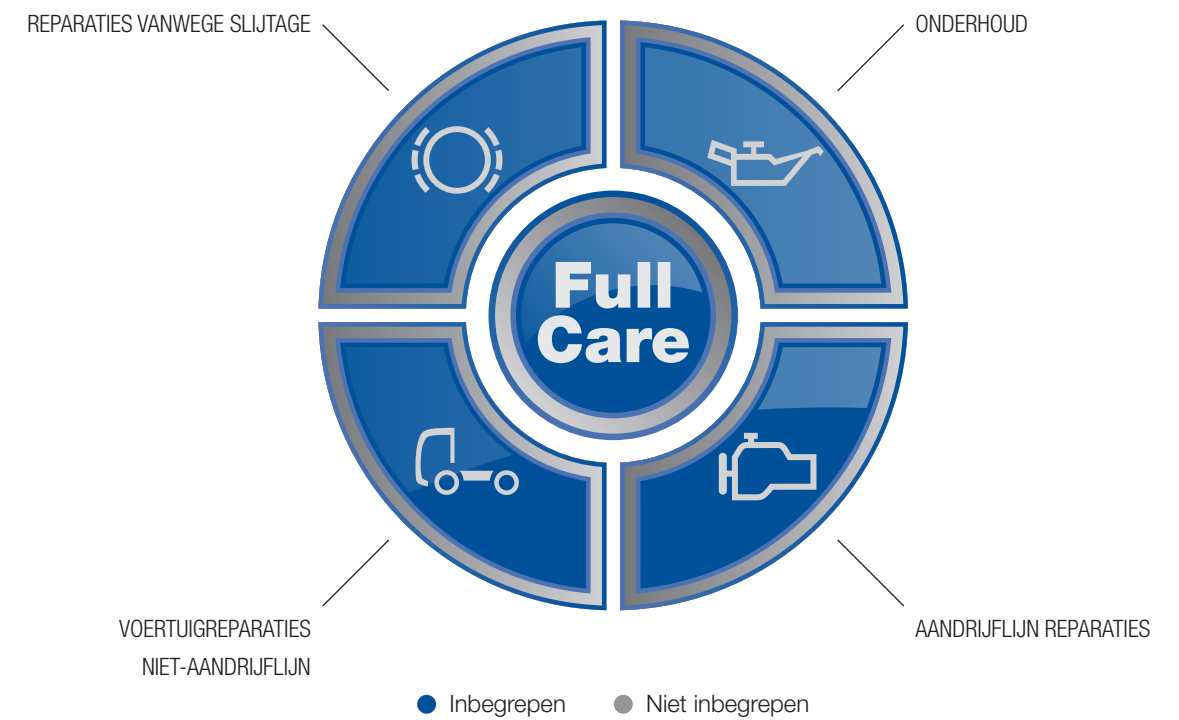 REPARATIES VANWEGE SLIJTAGE
ONDERHOUD
Full
Care
VOERTUIGREPARATIES
NIET-AANDRIJFLIJN
AANDRIJFLIJN REPARATIES
Inbegrepen
Niet inbegrepen